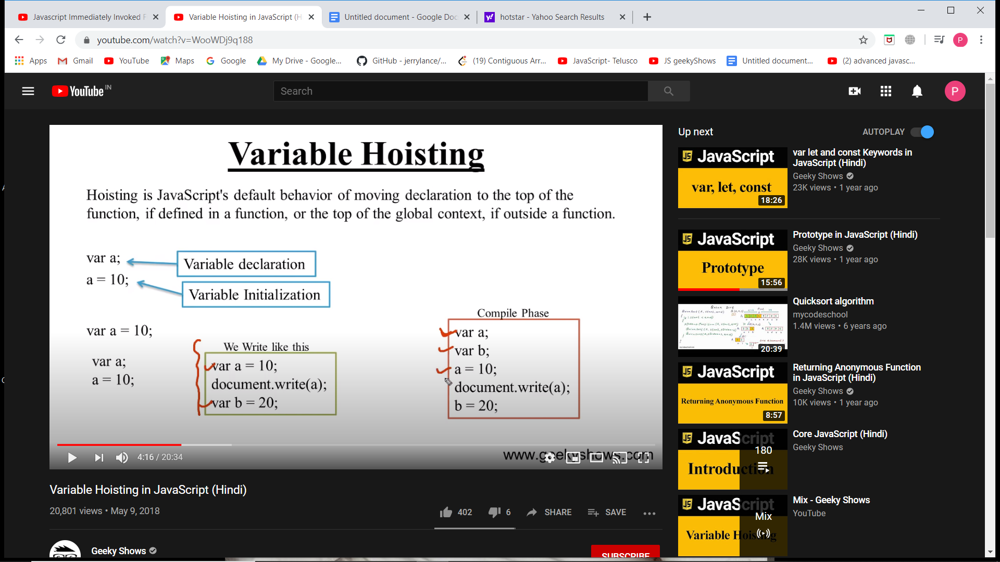 Javascript Immediately Invoked F
Variable Hoisting in JavaScript (H
Untitled document - Google Doc
hotstar - Yahoo Search Results
youtube.com/watch?v=WooWDj9q188
P
Apps
Gmail
YouTube
Maps
Google
My Drive - Google...
GitHub - jerrylance/...
(19) Contiguous Arr...
JavaScript- Telusco
JS geekyShows
Untitled document...
(2) advanced javasc...
YouTube IN
Search
P
Variable Hoisting
Hoisting is JavaScript's default behavior of moving declaration to the top of the
function, if defined in a function, or the top of the global context, if outside a function.
var a;
Variable declaration
a = 10;
Variable Initialization
var a = 10;
var a;
a = 10;
We Write like this
var a = 10;
document.write(a);
var b = 20;
Compile Phase
var a;
var b;
a = 10;
document.write(a);
b = 20;
www.geekyshows.com
4:16 / 20:34
Variable Hoisting in JavaScript (Hindi)
20,801 views • May 9, 2018
402
6
SHARE
SAVE
Geeky Shows
SUBSCRIBE
Up next
AUTOPLAY
JS JavaScript
var, let, const
18:26
var let and const Keywords in
JavaScript (Hindi)
Geeky Shows
23K views • 1 year ago
JS JavaScript
Prototype
15:56
Prototype in JavaScript (Hindi)
Geeky Shows
28K views • 1 year ago
Quick Sort
20:39
Quicksort algorithm
mycodeschool
1.4M views • 6 years ago
JS JavaScript
Returning Anonymous Function
8:57
Returning Anonymous Function
in JavaScript (Hindi)
Geeky Shows
10K views • 1 year ago
JS JavaScript
Introduction
180
Core JavaScript (Hindi)
Geeky Shows
JS JavaScript
Variable Hoisting
Mix
Mix - Geeky Shows
YouTube